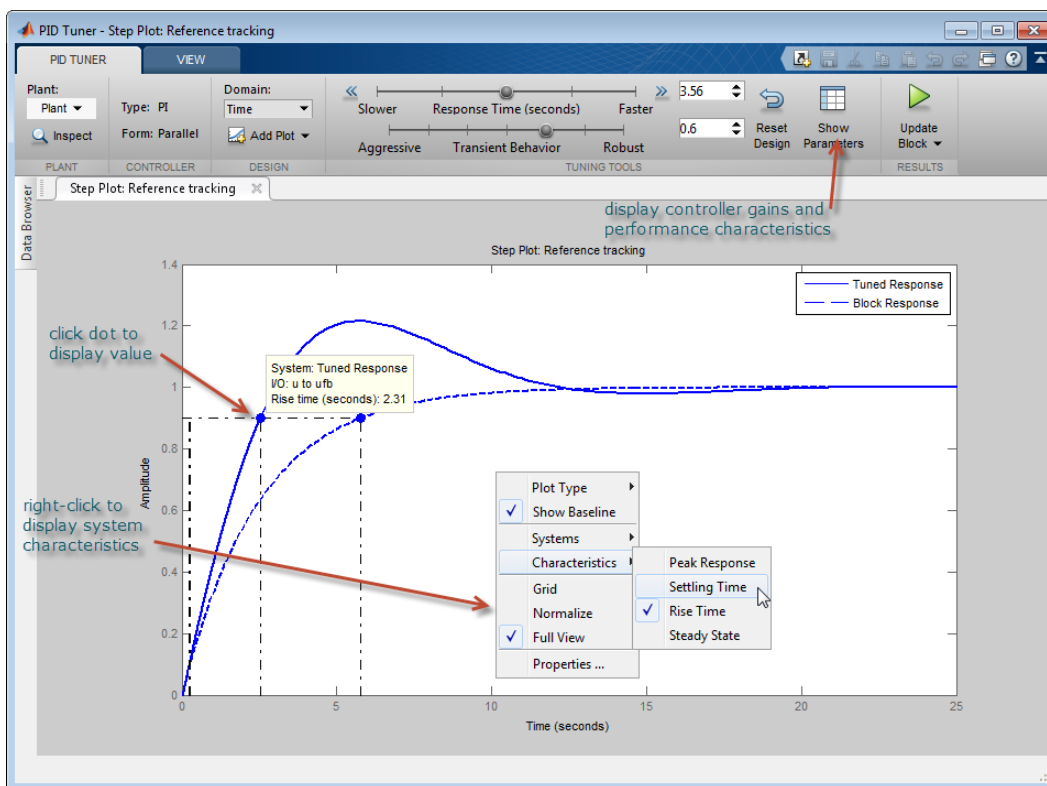 PID Tuner - Step Plot: Reference tracking
PID TUNER
VIEW
Plant:
Plant
Inspect
PLANT
Type: PI
Form: Parallel
CONTROLLER
Domain:
Time
Add Plot
DESIGN
Slower
Response Time (seconds)
Faster
3.56
Aggressive
Transient Behavior
Robust
0.6
Reset
Design
Show
Parameters
TUNING TOOLS
Update
Block
RESULTS
Data Browser
Step Plot: Reference tracking
display controller gains and
performance characteristics
Step Plot: Reference tracking
Tuned Response
Block Response
click dot to
display value
System: Tuned Response
I/O: u to ufb
Rise time (seconds): 2.31
right-click to
display system
characteristics
Amplitude
1.4
1.2
1
0.8
0.6
0.4
0.2
0
Plot Type
Show Baseline
Systems
Characteristics
Grid
Normalize
Full View
Properties ...
Peak Response
Settling Time
Rise Time
Steady State
0
5
10
15
20
25
Time (seconds)